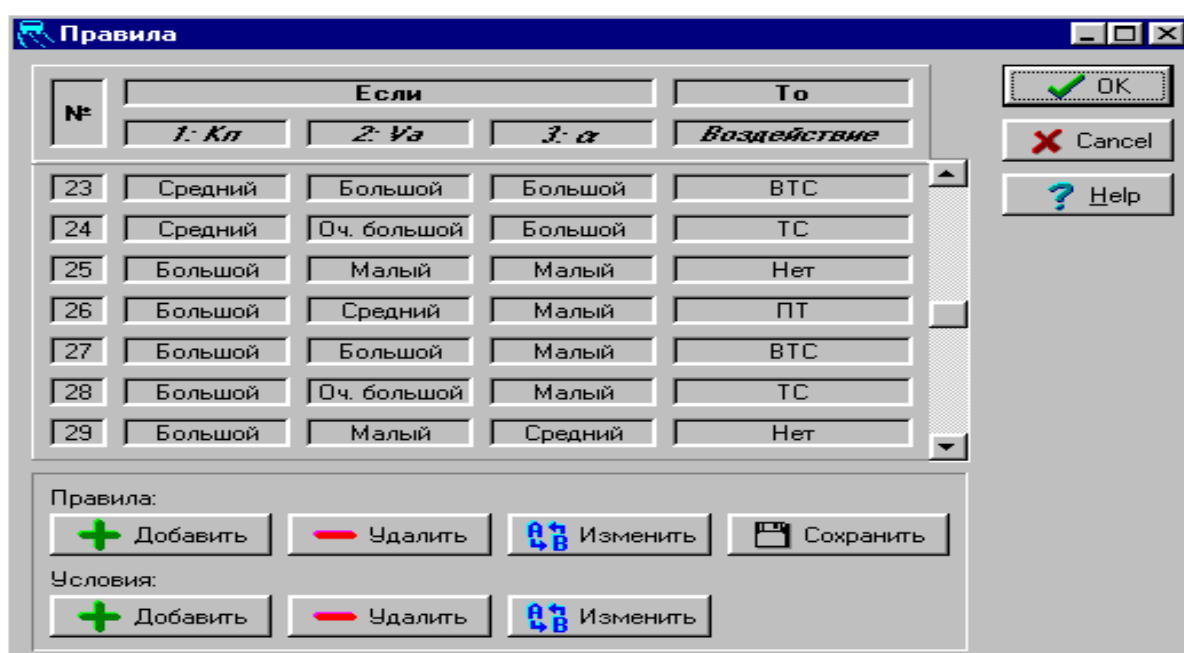 Правила
№ Если То
1: Кп 2: Va 3: α Воздействие
23 Средний Большой Большой ВТС
24 Средний Оч. большой Большой ТС
25 Большой Малый Малый Нет
26 Большой Средний Малый ПТ
27 Большой Большой Малый ВТС
28 Большой Оч. большой Малый ТС
29 Большой Малый Средний Нет
OK
Cancel
Help
Правила:
Добавить Удалить Изменить Сохранить
Условия:
Добавить Удалить Изменить